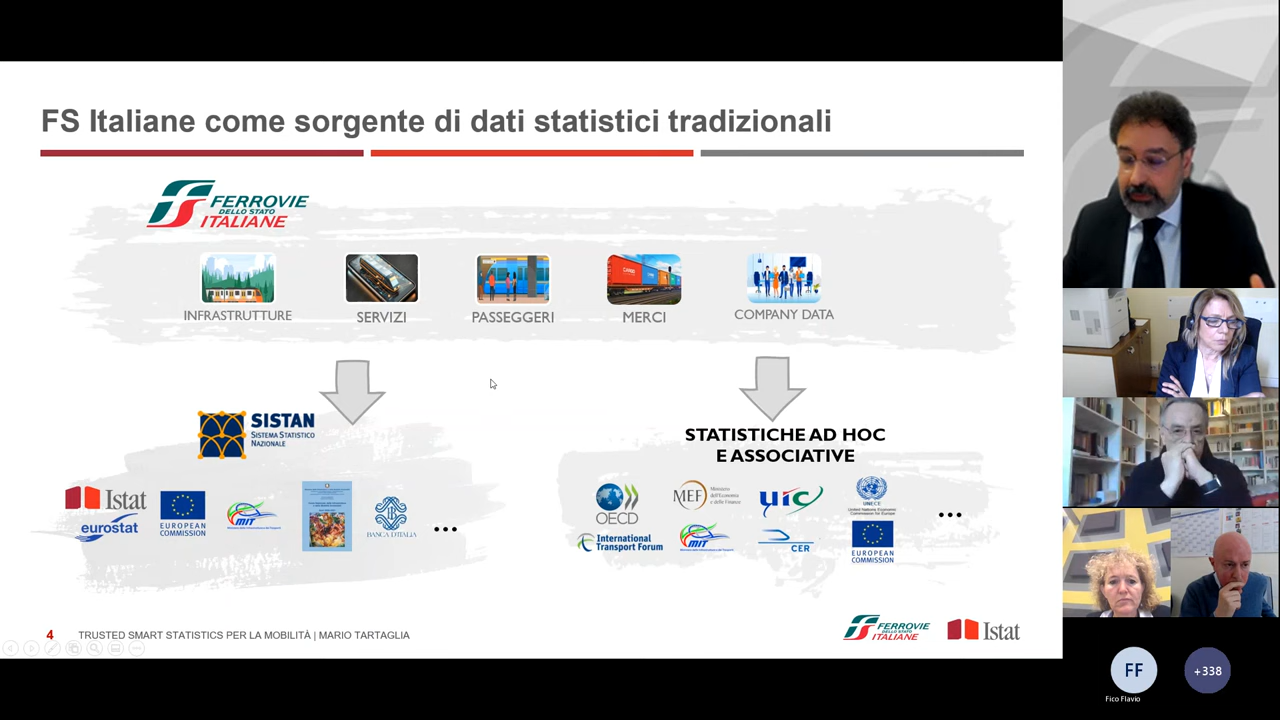 FS Italiane come sorgente di dati statistici tradizionali
FERROVIE
DELLO STATO
ITALIANE
INFRASTRUTTURE
SERVIZI
PASSEGGERI
MERCI
COMPANY DATA
SISTAN
SISTEMA STATISTICO
NAZIONALE
STATISTICHE AD HOC
E ASSOCIATIVE
Istat
eurostat
EUROPEAN
COMMISSION
MIT
BANCA D'ITALIA
...
OECD
International
Transport Forum
MEF
Ministero
dell'Economia
e delle Finanze
MIT
uic
CER
UNECE
United Nations Economic
Commission for Europe
EUROPEAN
COMMISSION
...
4
TRUSTED SMART STATISTICS PER LA MOBILITÀ | MARIO TARTAGLIA
FERROVIE
DELLO STATO
ITALIANE
Istat
FF
+338
Fico Flavio